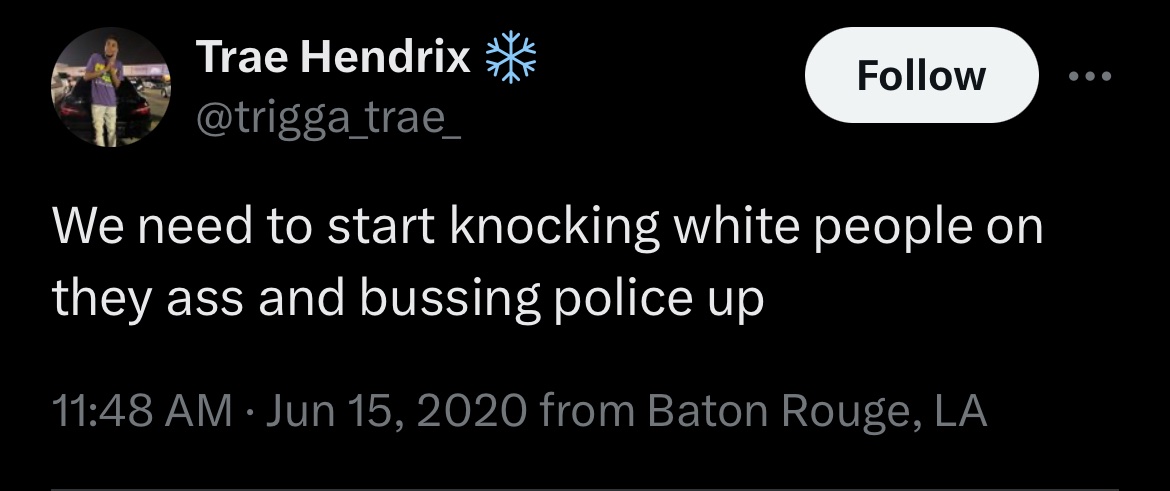 Trae Hendrix
Follow
@trigga_trae_
We need to start knocking white people on
they ass and bussing police up
11:48 AM · Jun 15, 2020 from Baton Rouge, LA